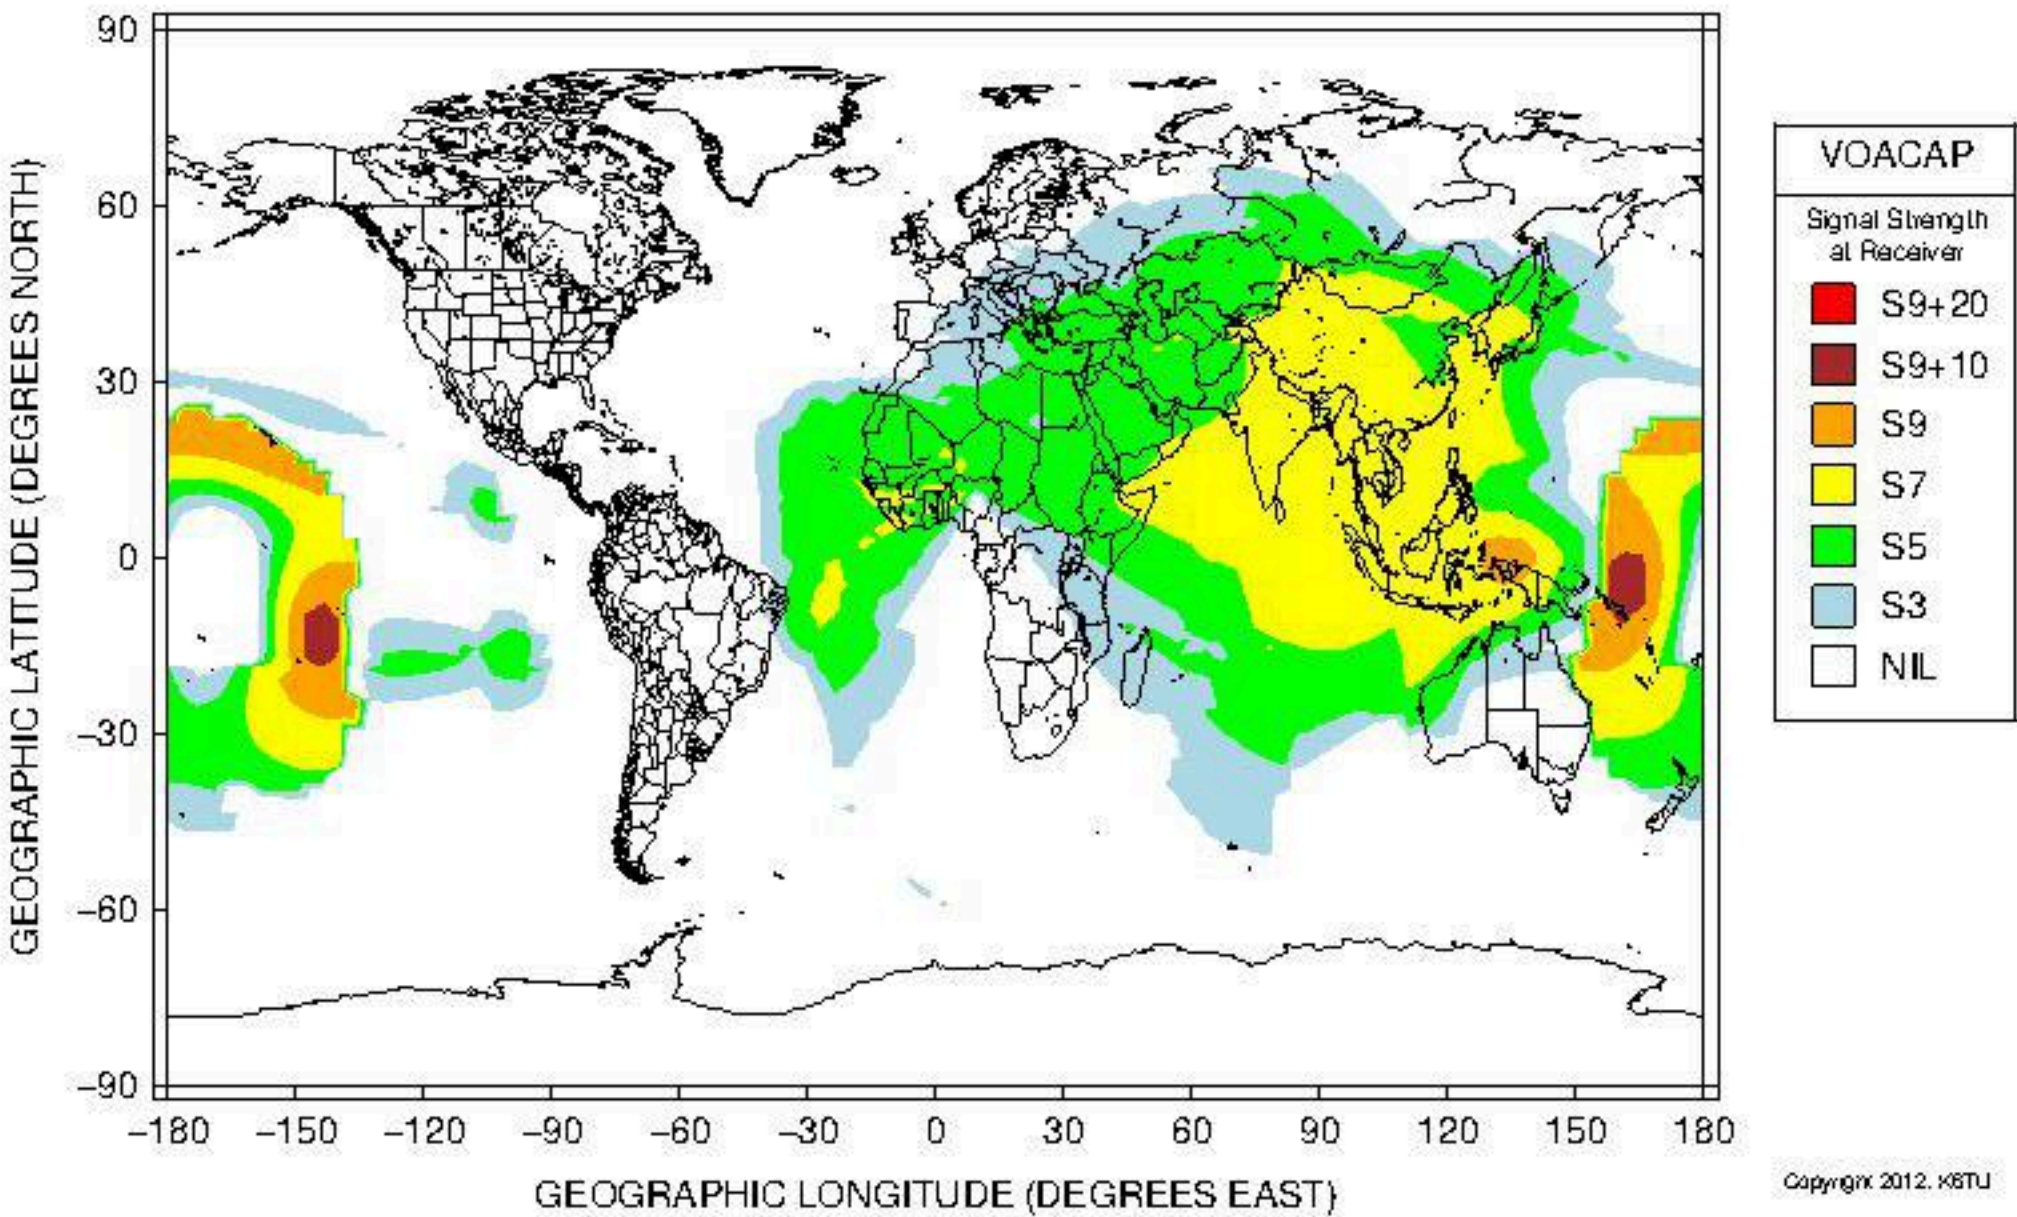 90
60
30
0
–30
–60
–90
GEOGRAPHIC LATITUDE (DEGREES NORTH)
–180 –150 –120 –90 –60 –30 0 30 60 90 120 150 180
GEOGRAPHIC LONGITUDE (DEGREES EAST)
VOACAP
Signal Strength
at Receiver
S9+20
S9+10
S9
S7
S5
S3
NIL
Copyright 2012. K6TU